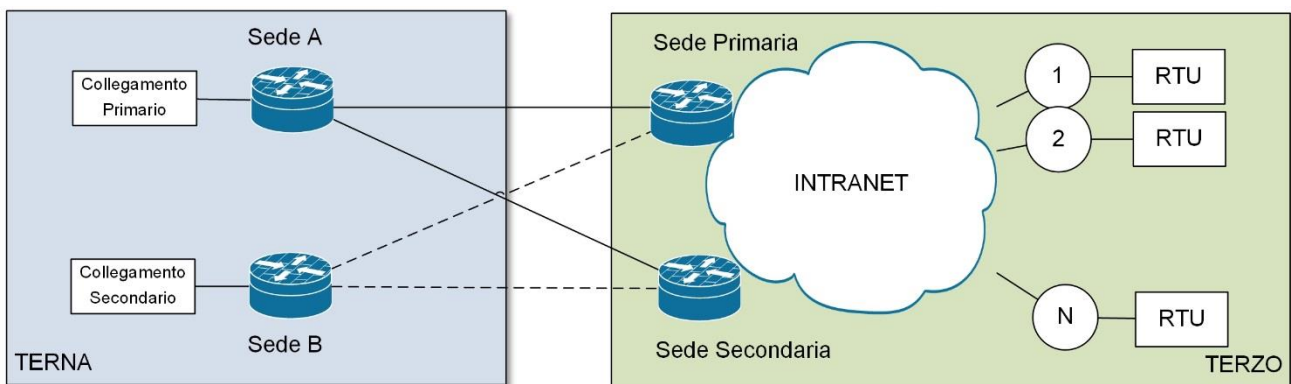 Sede A
Collegamento
Primario
Collegamento
Secondario
Sede B
TERNA
Sede Primaria
INTRANET
Sede Secondaria
1
RTU
2
RTU
N
RTU
TERZO